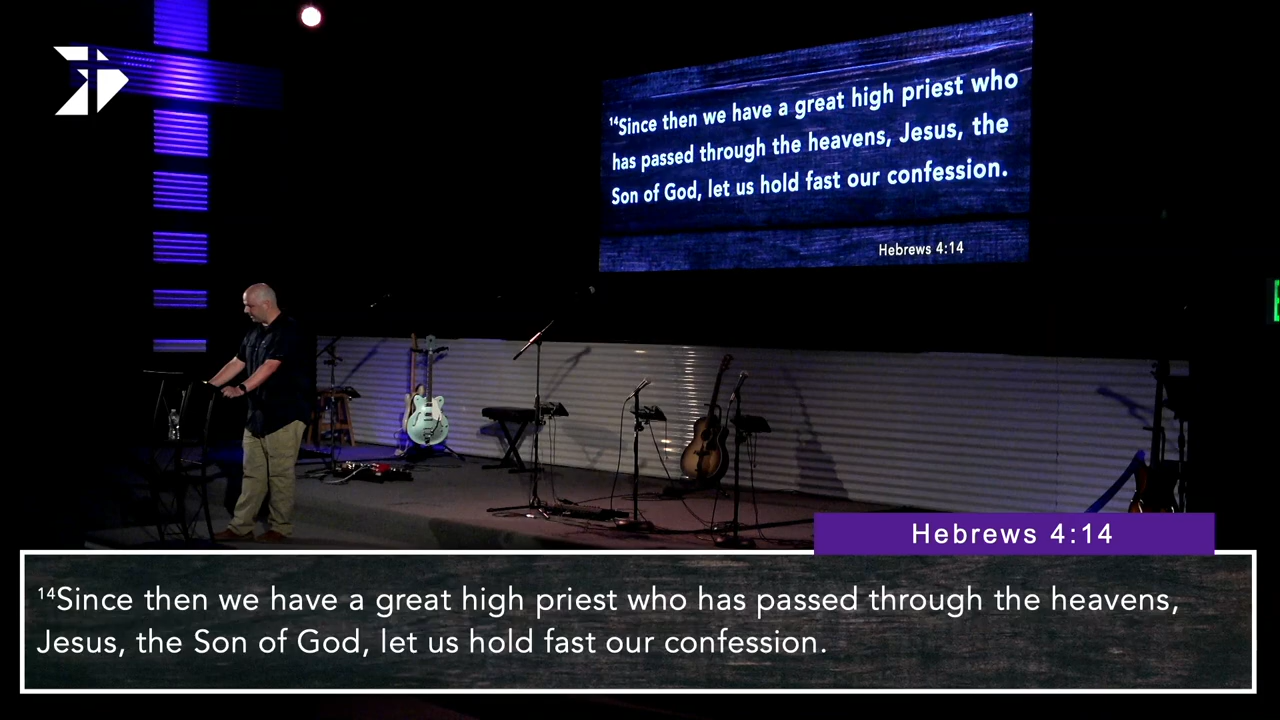 ¹⁴Since then we have a great high priest who
has passed through the heavens, Jesus, the
Son of God, let us hold fast our confession.
Hebrews 4:14
Hebrews 4:14
¹⁴Since then we have a great high priest who has passed through the heavens,
Jesus, the Son of God, let us hold fast our confession.